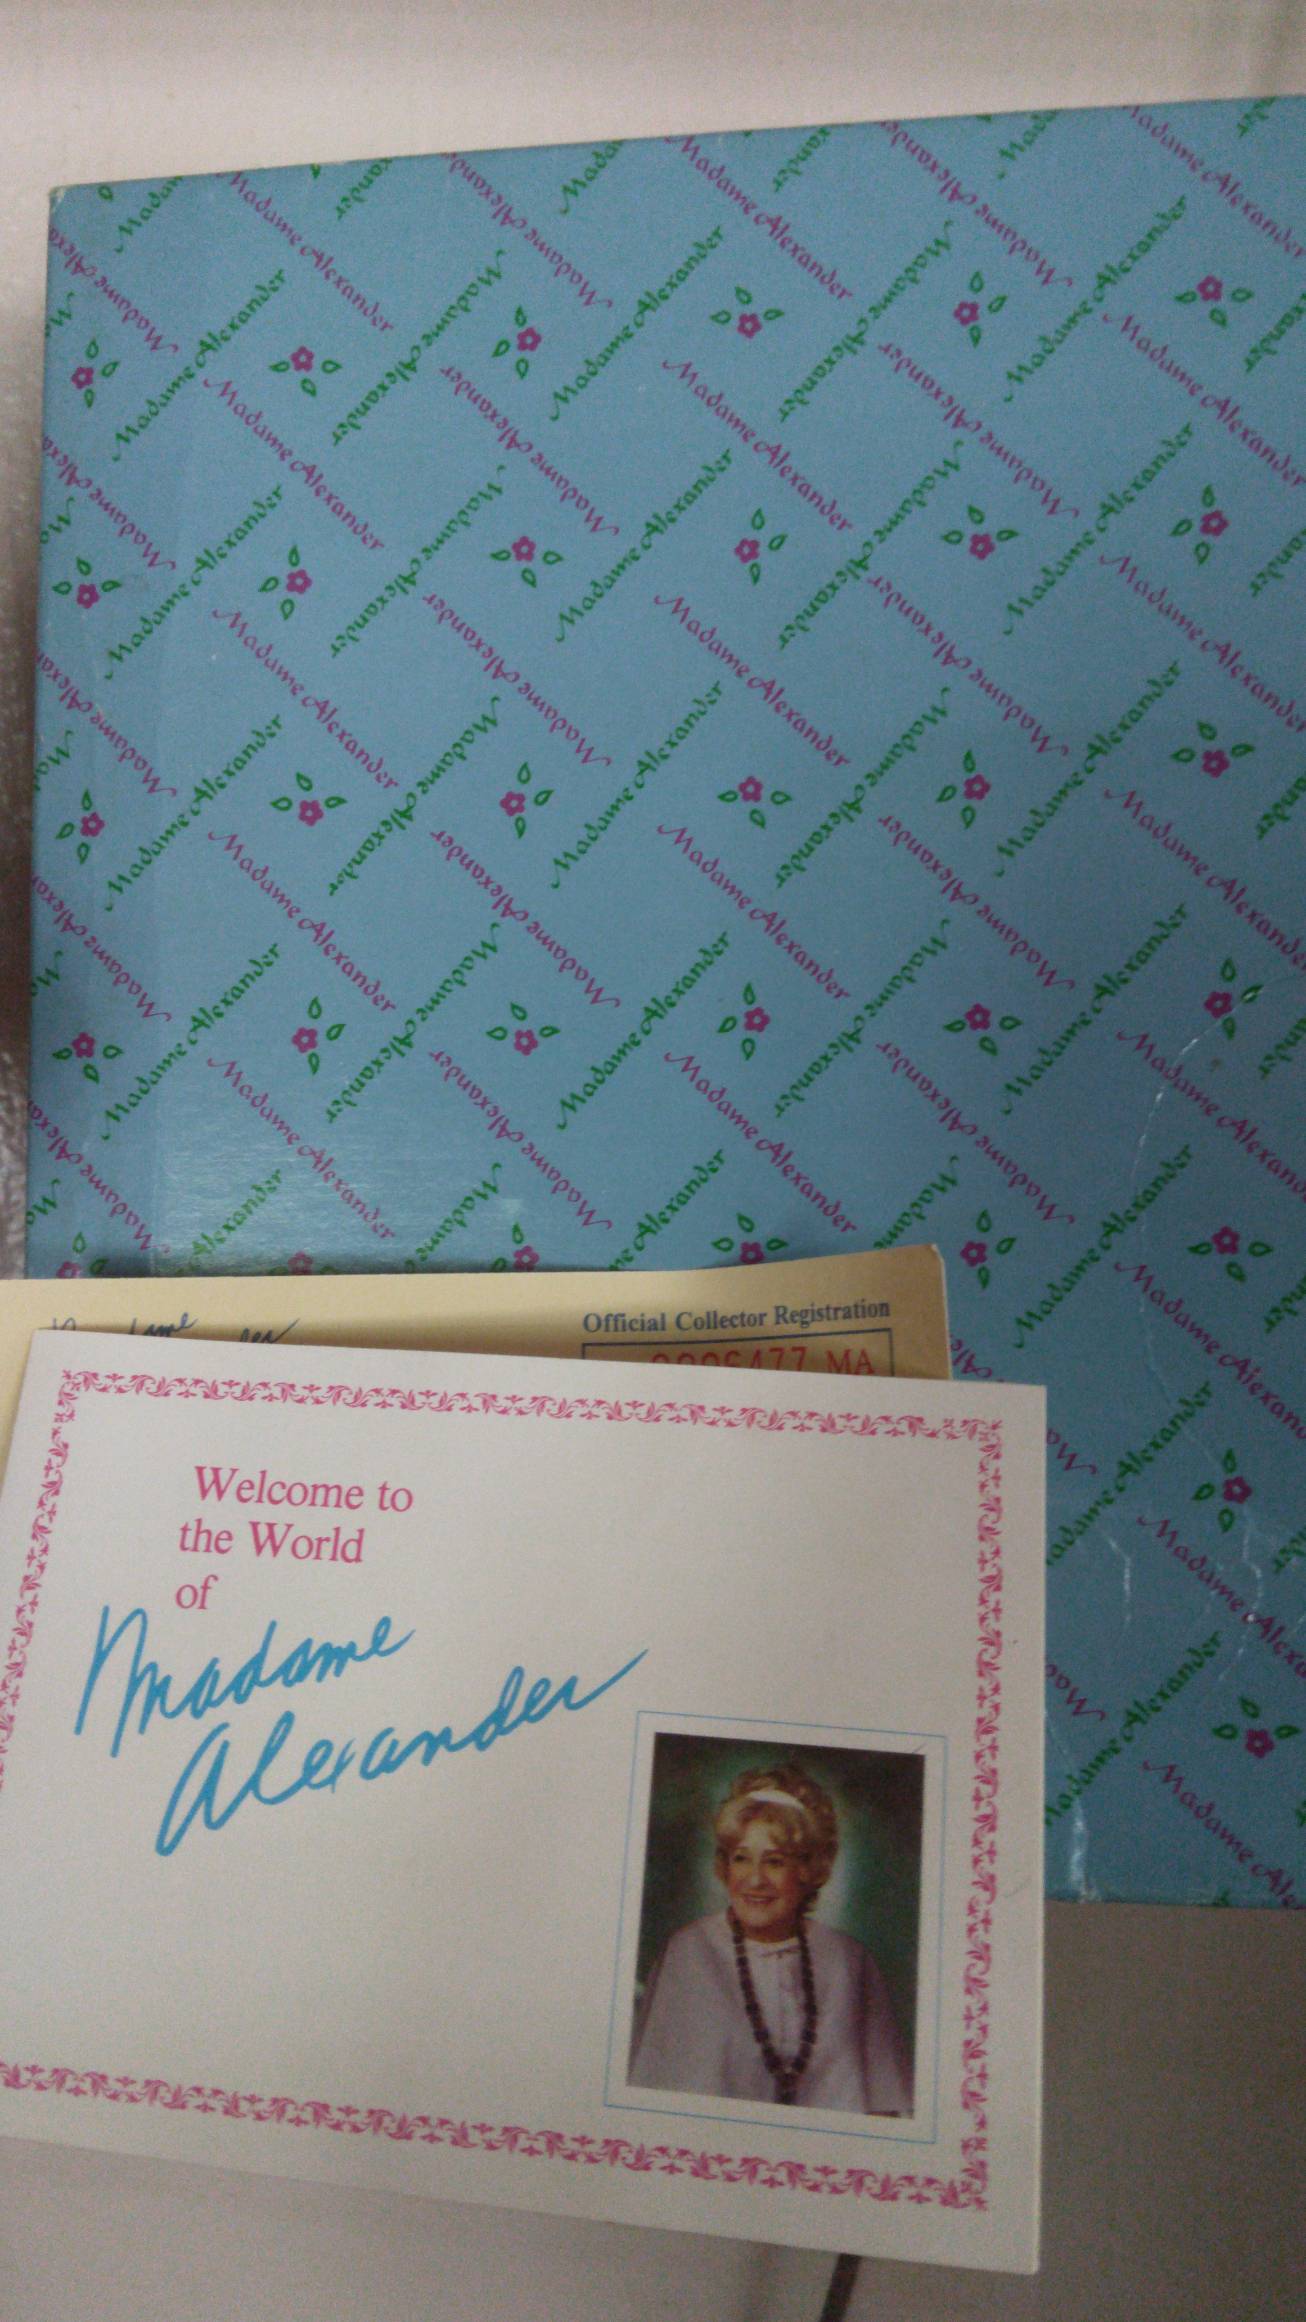 Madame Alexander
Official Collector Registration
Welcome to
the World
of
Madame
Alexander